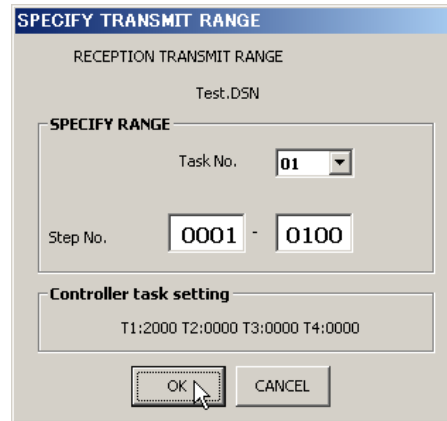 SPECIFY TRANSMIT RANGE
RECEPTION TRANSMIT RANGE
Test.DSN
SPECIFY RANGE
Task No. 01
Step No. 0001 - 0100
Controller task setting
T1:2000 T2:0000 T3:0000 T4:0000
OK CANCEL